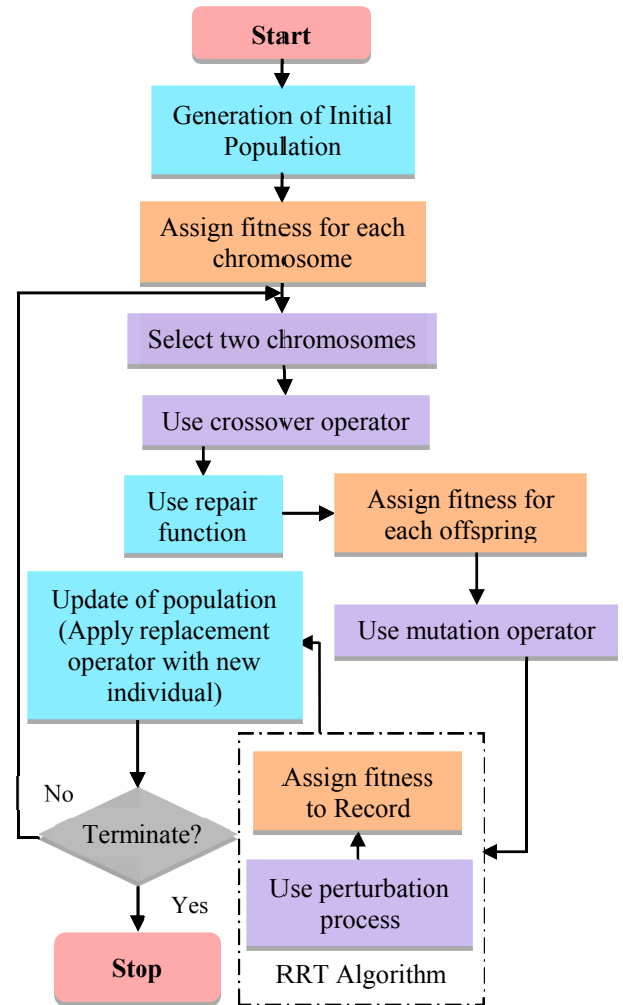 Start
Generation of Initial
Population
Assign fitness for each
chromosome
Select two chromosomes
Use crossover operator
Use repair
function
Assign fitness for
each offspring
Use mutation operator
Update of population
(Apply replacement
operator with new
individual)
Assign fitness
to Record
Use perturbation
process
RRT Algorithm
No
Terminate?
Yes
Stop